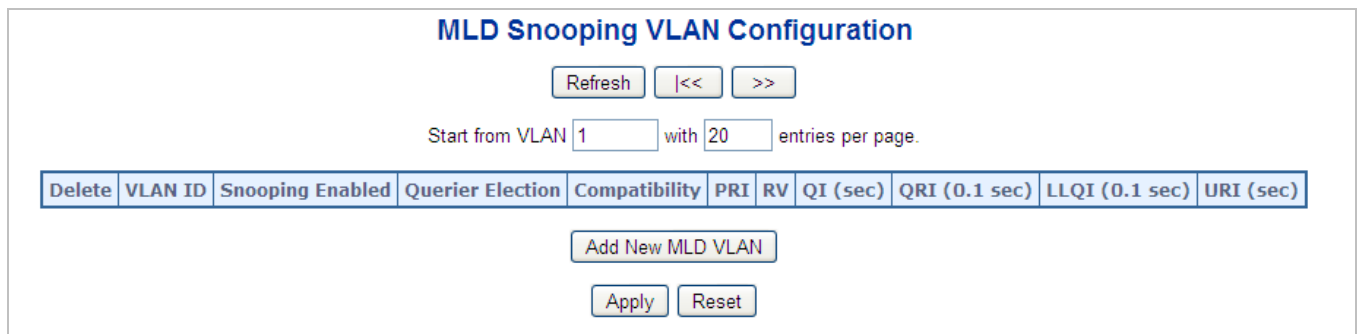 MLD Snooping VLAN Configuration
Refresh |<< >>
Start from VLAN 1 with 20 entries per page.
Delete VLAN ID Snooping Enabled Querier Election Compatibility PRI RV QI (sec) QRI (0.1 sec) LLQI (0.1 sec) URI (sec)
Add New MLD VLAN
Apply Reset